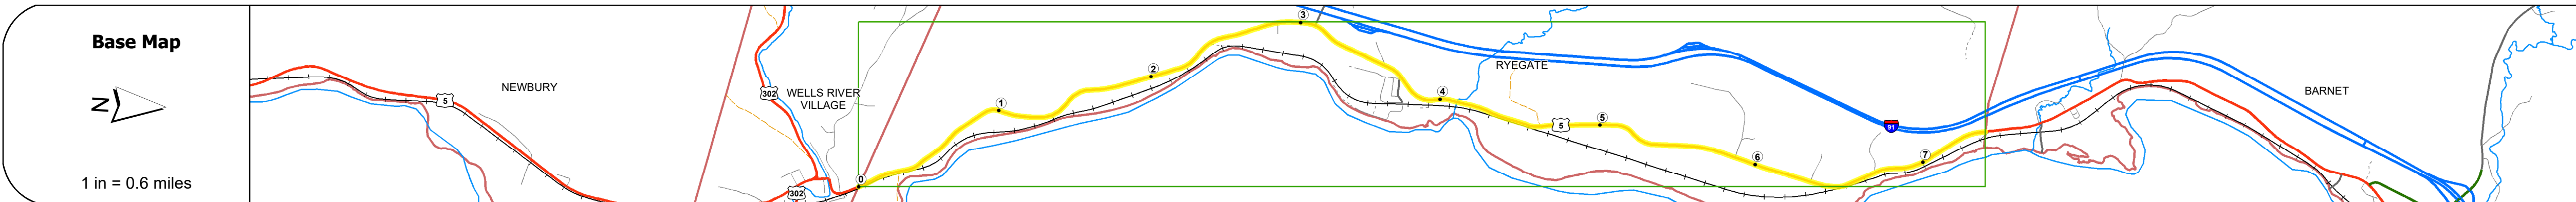 Base Map
N
1 in = 0.6 miles
NEWBURY
5
302
WELLS RIVER
VILLAGE
302
0
1
2
3
4
RYEGATE
5
5
6
91
7
BARNET